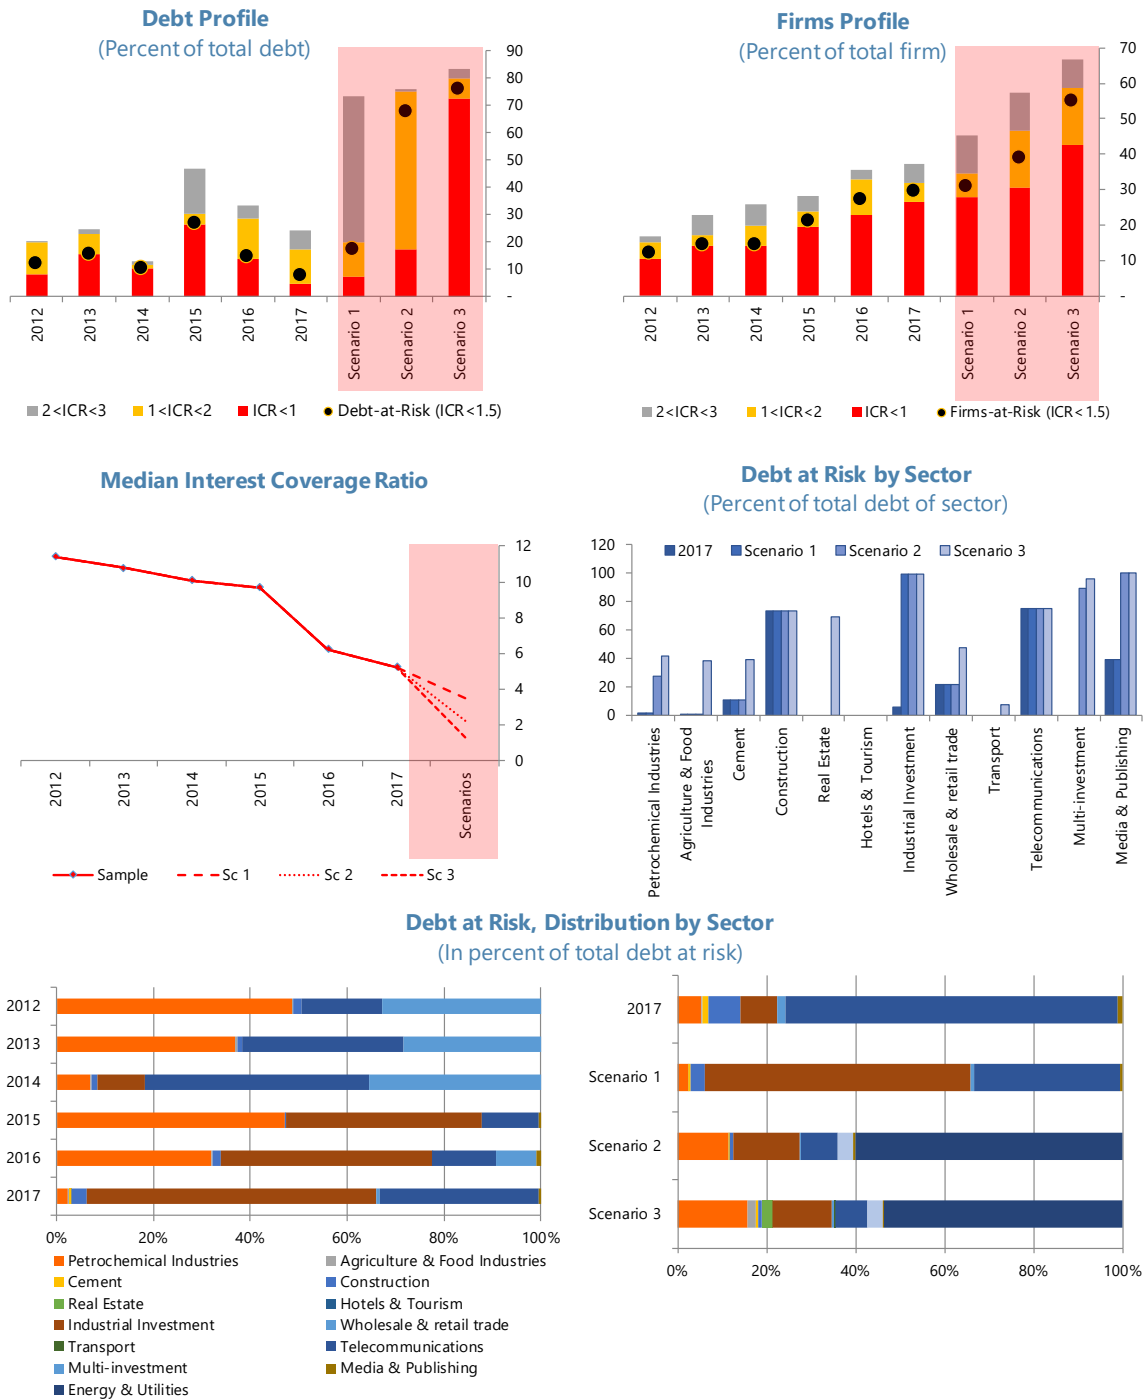 Debt Profile
(Percent of total debt)
90
80
70
60
50
40
30
20
10
-
2012
2013
2014
2015
2016
2017
Scenario 1
Scenario 2
Scenario 3
2<ICR<3
1<ICR<2
ICR<1
Debt-at-Risk (ICR<1.5)
Firms Profile
(Percent of total firm)
70
60
50
40
30
20
10
-
2012
2013
2014
2015
2016
2017
Scenario 1
Scenario 2
Scenario 3
2<ICR<3
1<ICR<2
ICR<1
Firms-at-Risk (ICR<1.5)
Median Interest Coverage Ratio
12
10
8
6
4
2
0
2012
2013
2014
2015
2016
2017
Scenarios
Sample
Sc 1
Sc 2
Sc 3
Debt at Risk by Sector
(Percent of total debt of sector)
120
100
80
60
40
20
0
2017
Scenario 1
Scenario 2
Scenario 3
Petrochemical Industries
Agriculture & Food
Industries
Cement
Construction
Real Estate
Hotels & Tourism
Industrial Investment
Wholesale & retail trade
Transport
Telecommunications
Multi-investment
Media & Publishing
Debt at Risk, Distribution by Sector
(In percent of total debt at risk)
2012
2013
2014
2015
2016
2017
0%
20%
40%
60%
80%
100%
Petrochemical Industries
Agriculture & Food Industries
Cement
Construction
Real Estate
Hotels & Tourism
Industrial Investment
Wholesale & retail trade
Transport
Telecommunications
Multi-investment
Media & Publishing
Energy & Utilities
2017
Scenario 1
Scenario 2
Scenario 3
0%
20%
40%
60%
80%
100%